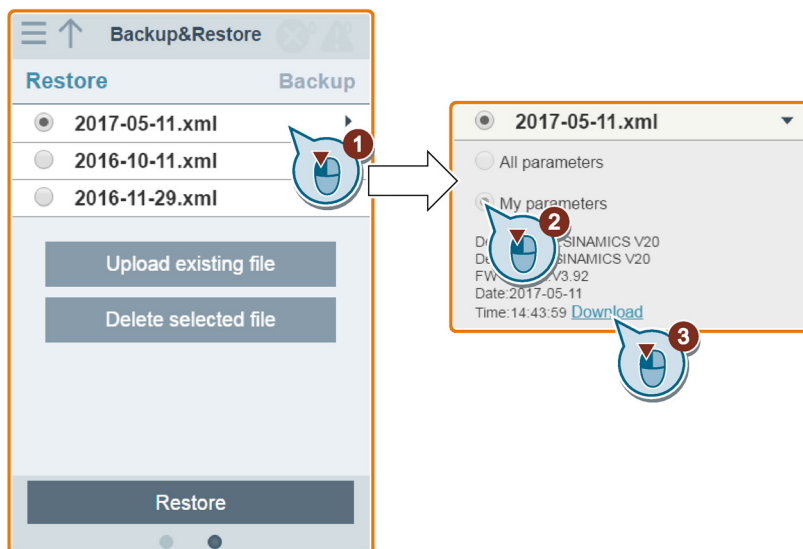 Backup&Restore
Restore Backup
2017-05-11.xml
2016-10-11.xml
2016-11-29.xml
Upload existing file
Delete selected file
Restore
1
2017-05-11.xml
All parameters
My parameters
2
SINAMICS V20
SINAMICS V20
FW V3.92
Date:2017-05-11
Time:14:43:59 Download
3